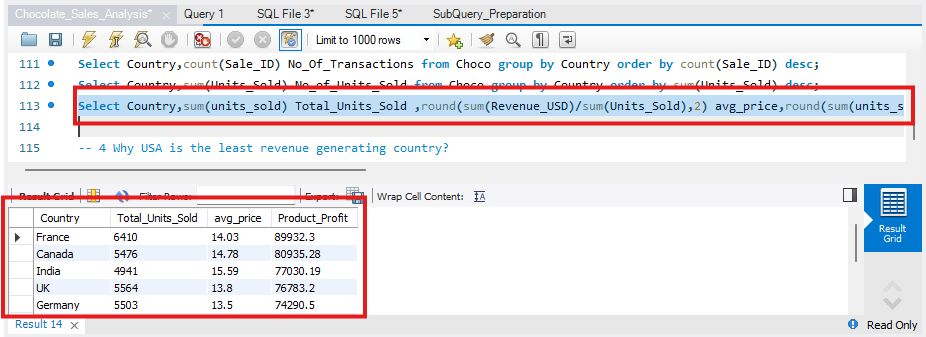 Chocolate_Sales_Analysis* Query 1 SQL File 3* SQL File 5* SubQuery_Preparation
Limit to 1000 rows
111 Select Country,count(Sale_ID) No_Of_Transactions from Choco group by Country order by count(Sale_ID) desc;
112 Select Country,sum(Units_Sold) No_of_Units_Sold from Choco group by Country order by sum(Units_Sold) desc;
113 Select Country,sum(units_sold) Total_Units_Sold ,round(sum(Revenue_USD)/sum(Units_Sold),2) avg_price,round(sum(units_s
114
115 -- 4 Why USA is the least revenue generating country?
Result Grid Filter Rows: Export: Wrap Cell Content:
Country Total_Units_Sold avg_price Product_Profit
France 6410 14.03 89932.3
Canada 5476 14.78 80935.28
India 4941 15.59 77030.19
UK 5564 13.8 76783.2
Germany 5503 13.5 74290.5
Result
Grid
Result 14 Read Only